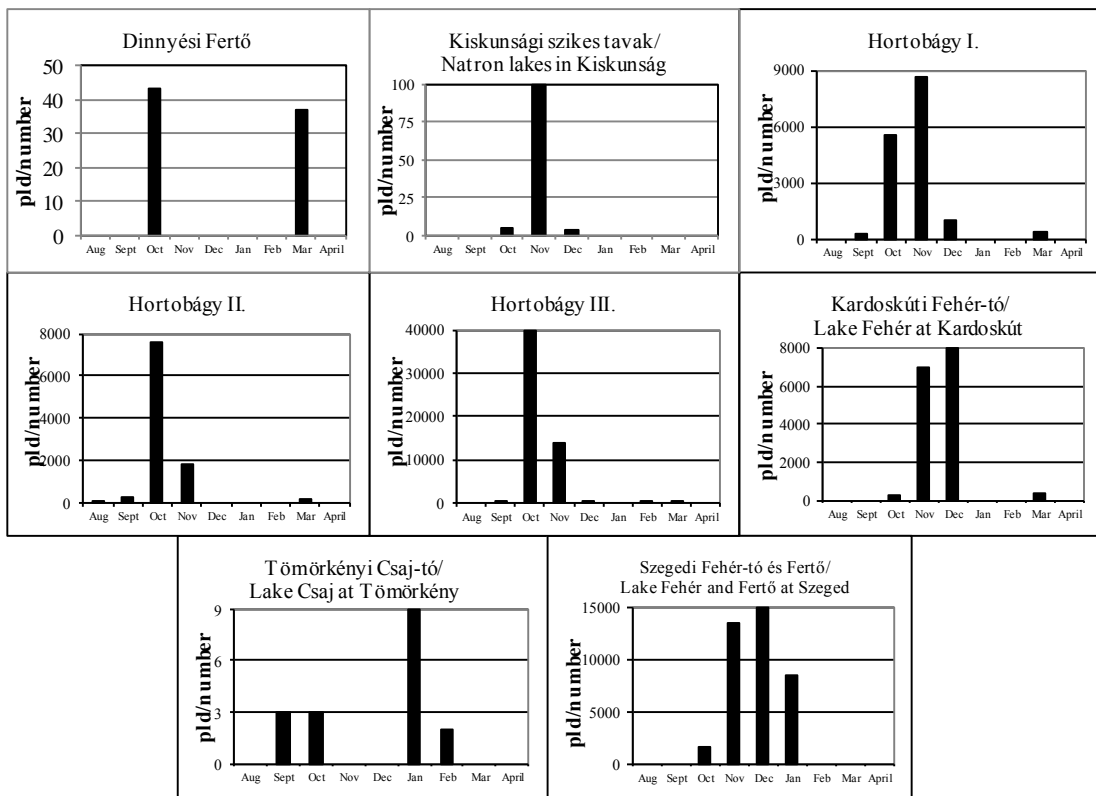 Dinnyési Fertő
pld/number
50
40
30
20
10
0
Aug Sept Oct Nov Dec Jan Feb Mar April
Kiskunsági szikes tavak/
Natron lakes in Kiskunság
pld/number
100
75
50
25
0
Aug Sept Oct Nov Dec Jan Feb Mar April
Hortobágy I.
pld/number
9000
6000
3000
0
Aug Sept Oct Nov Dec Jan Feb Mar April
Hortobágy II.
pld/number
8000
6000
4000
2000
0
Aug Sept Oct Nov Dec Jan Feb Mar April
Hortobágy III.
pld/number
40000
30000
20000
10000
0
Aug Sept Oct Nov Dec Jan Feb Mar April
Kardoskúti Fehér-tó/
Lake Fehér at Kardoskút
pld/number
8000
6000
4000
2000
0
Aug Sept Oct Nov Dec Jan Feb Mar April
Tömörkényi Csaj-tó/
Lake Csaj at Tömörkény
pld/number
9
6
3
0
Aug Sept Oct Nov Dec Jan Feb Mar April
Szegedi Fehér-tó és Fertő/
Lake Fehér and Fertő at Szeged
pld/number
15000
10000
5000
0
Aug Sept Oct Nov Dec Jan Feb Mar April